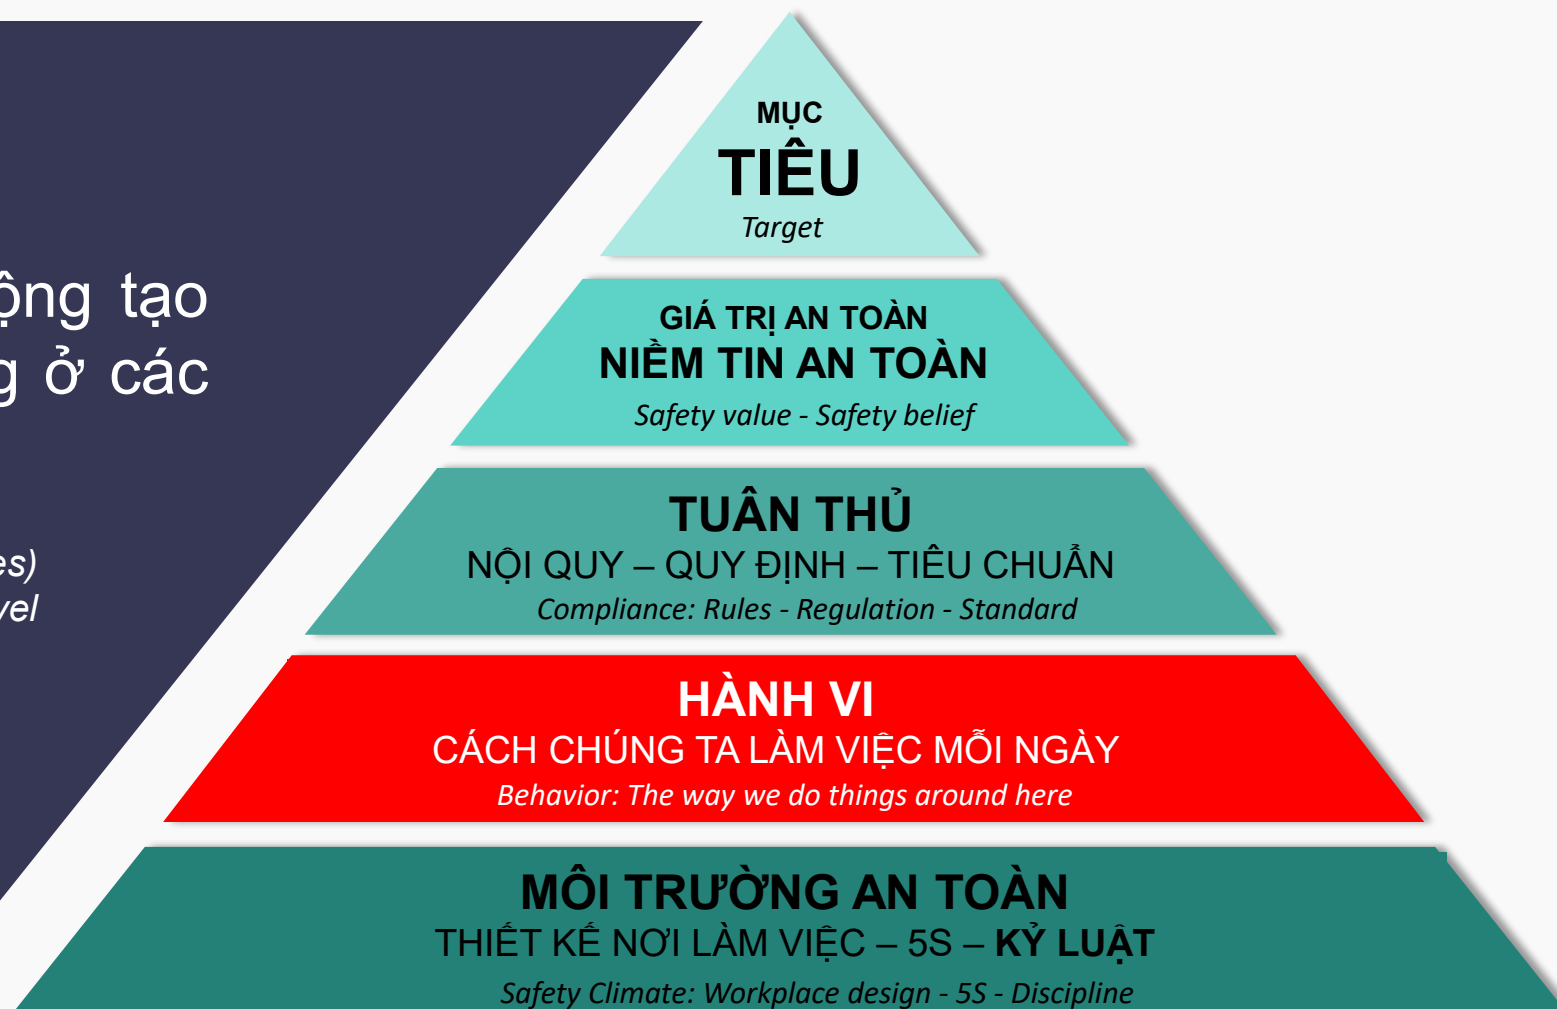 tạo
ở các
MỤC
TIÊU
Target
GIÁ TRỊ AN TOÀN
NIỀM TIN AN TOÀN
Safety value - Safety belief
TUÂN THỦ
NỘI QUY – QUY ĐỊNH – TIÊU CHUẨN
Compliance: Rules - Regulation - Standard
HÀNH VI
CÁCH CHÚNG TA LÀM VIỆC MỖI NGÀY
Behavior: The way we do things around here
MÔI TRƯỜNG AN TOÀN
THIẾT KẾ NƠI LÀM VIỆC – 5S – KỶ LUẬT
Safety Climate: Workplace design - 5S - Discipline